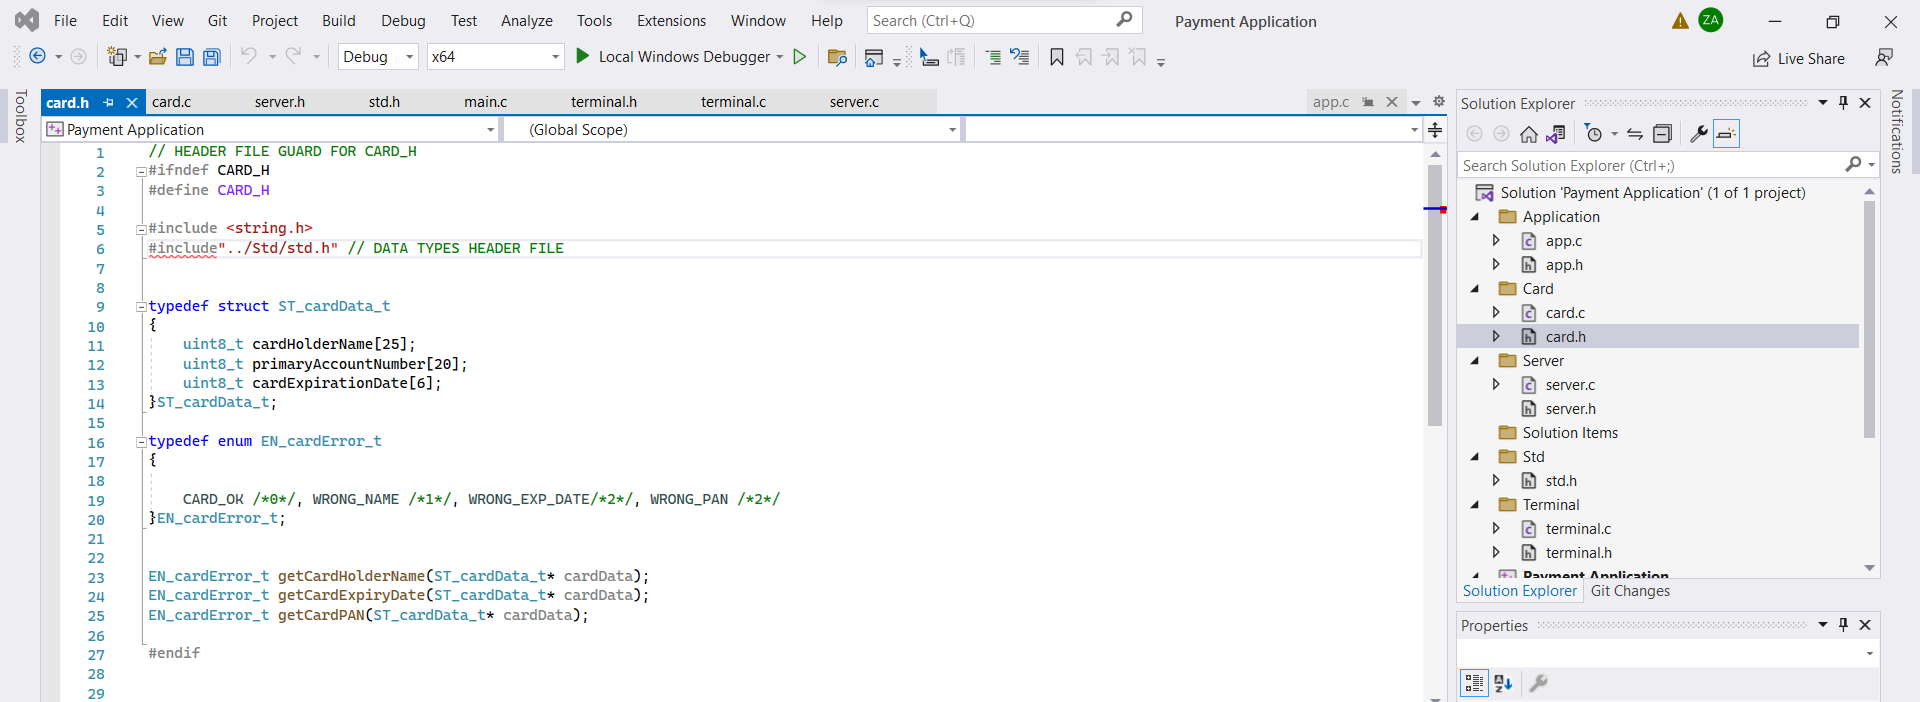 File Edit View Git Project Build Debug Test Analyze Tools Extensions Window Help Search (Ctrl+Q) Payment Application ZA
Debug x64 Local Windows Debugger Live Share
Toolbox
card.h card.c server.h std.h main.c terminal.h terminal.c server.c app.c
Payment Application (Global Scope)
1 // HEADER FILE GUARD FOR CARD_H
2 #ifndef CARD_H
3 #define CARD_H
4
5 #include <string.h>
6 #include"../Std/std.h" // DATA TYPES HEADER FILE
7
8
9 typedef struct ST_cardData_t
10 {
11 uint8_t cardHolderName[25];
12 uint8_t primaryAccountNumber[20];
13 uint8_t cardExpirationDate[6];
14 }ST_cardData_t;
15
16 typedef enum EN_cardError_t
17 {
18
19 CARD_OK /*0*/, WRONG_NAME /*1*/, WRONG_EXP_DATE/*2*/, WRONG_PAN /*2*/
20 }EN_cardError_t;
21
22
23 EN_cardError_t getCardHolderName(ST_cardData_t* cardData);
24 EN_cardError_t getCardExpiryDate(ST_cardData_t* cardData);
25 EN_cardError_t getCardPAN(ST_cardData_t* cardData);
26
27 #endif
28
29
Solution Explorer
Search Solution Explorer (Ctrl+;)
Solution 'Payment Application' (1 of 1 project)
Application
app.c
app.h
Card
card.c
card.h
Server
server.c
server.h
Solution Items
Std
std.h
Terminal
terminal.c
terminal.h
Payment Application
Solution Explorer Git Changes
Properties
Notifications